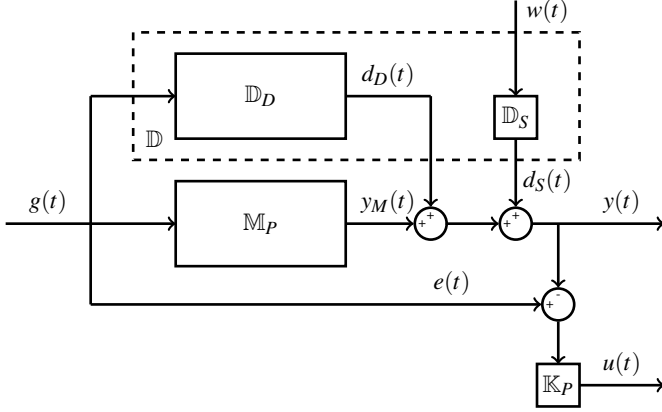 w(t)
𝔻_D
d_D(t)
𝔻_S
𝔻
d_S(t)
g(t)
𝕄_P
y_M(t)
+
+
+
+
y(t)
e(t)
+
-
𝕂_P
u(t)